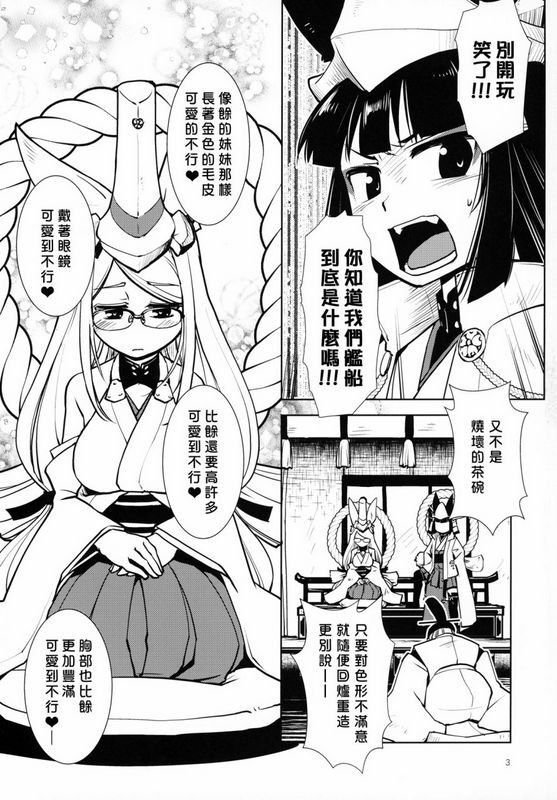 別開玩
笑了!!!
你知道我們艦船
到底是什麼嗎!!!
又不是
燒壞的茶碗
只要對色形不滿意
就隨便回爐重造
更別說——
像餘的妹妹那樣
長著金色的毛皮
可愛的不行♥
戴著眼鏡
可愛到不行♥
比餘還要高許多
可愛到不行♥
胸部也比餘
更加豐滿
可愛到不行♥—
3